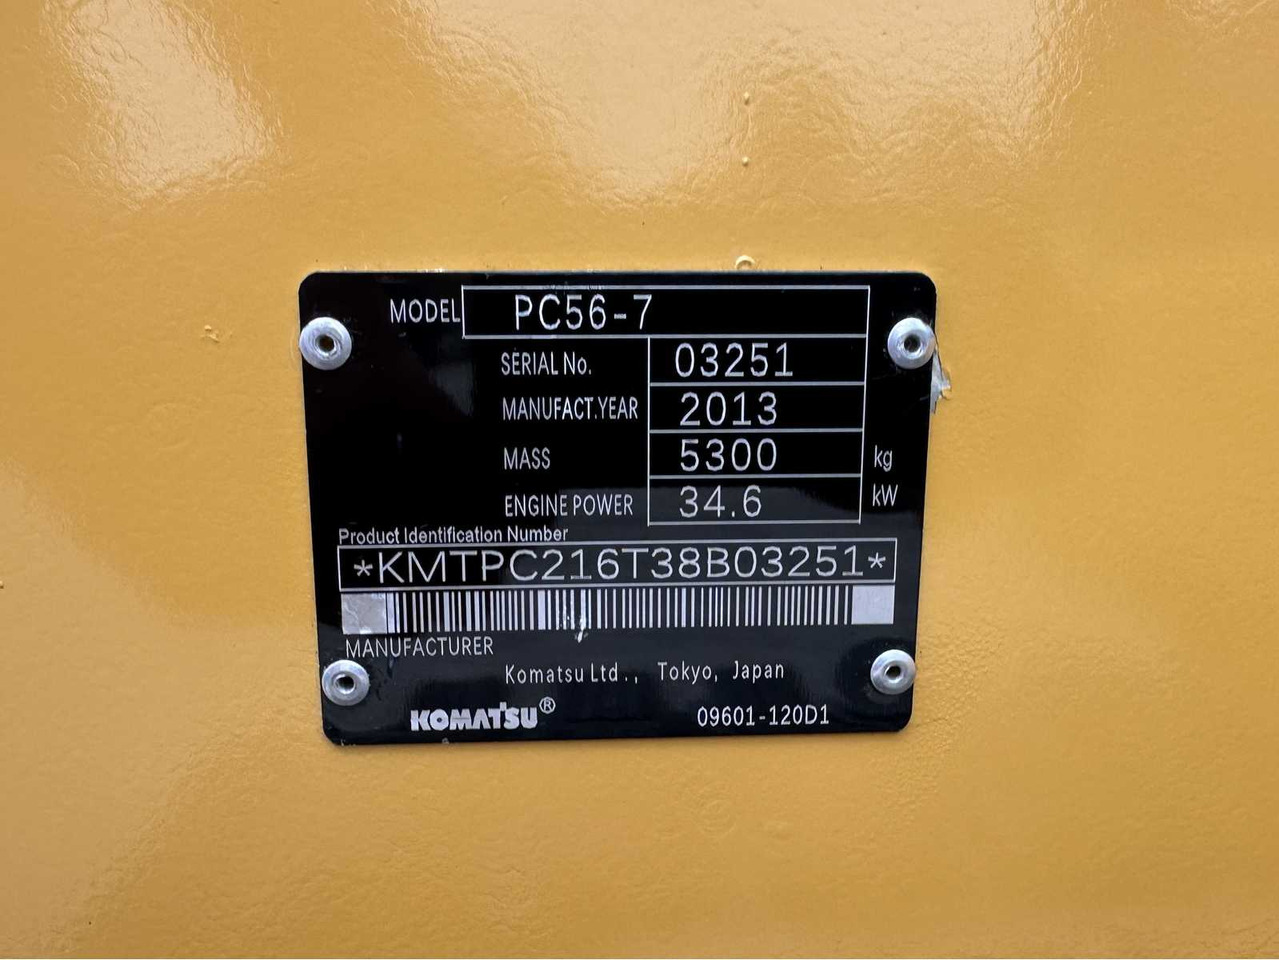 MODEL PC56-7
SERIAL No. 03251
MANUFACT.YEAR 2013
MASS 5300 kg
ENGINE POWER 34.6 kW
Product Identification Number
*KMTPC216T38B03251*
MANUFACTURER
Komatsu Ltd., Tokyo, Japan
KOMATSU® 09601-120D1